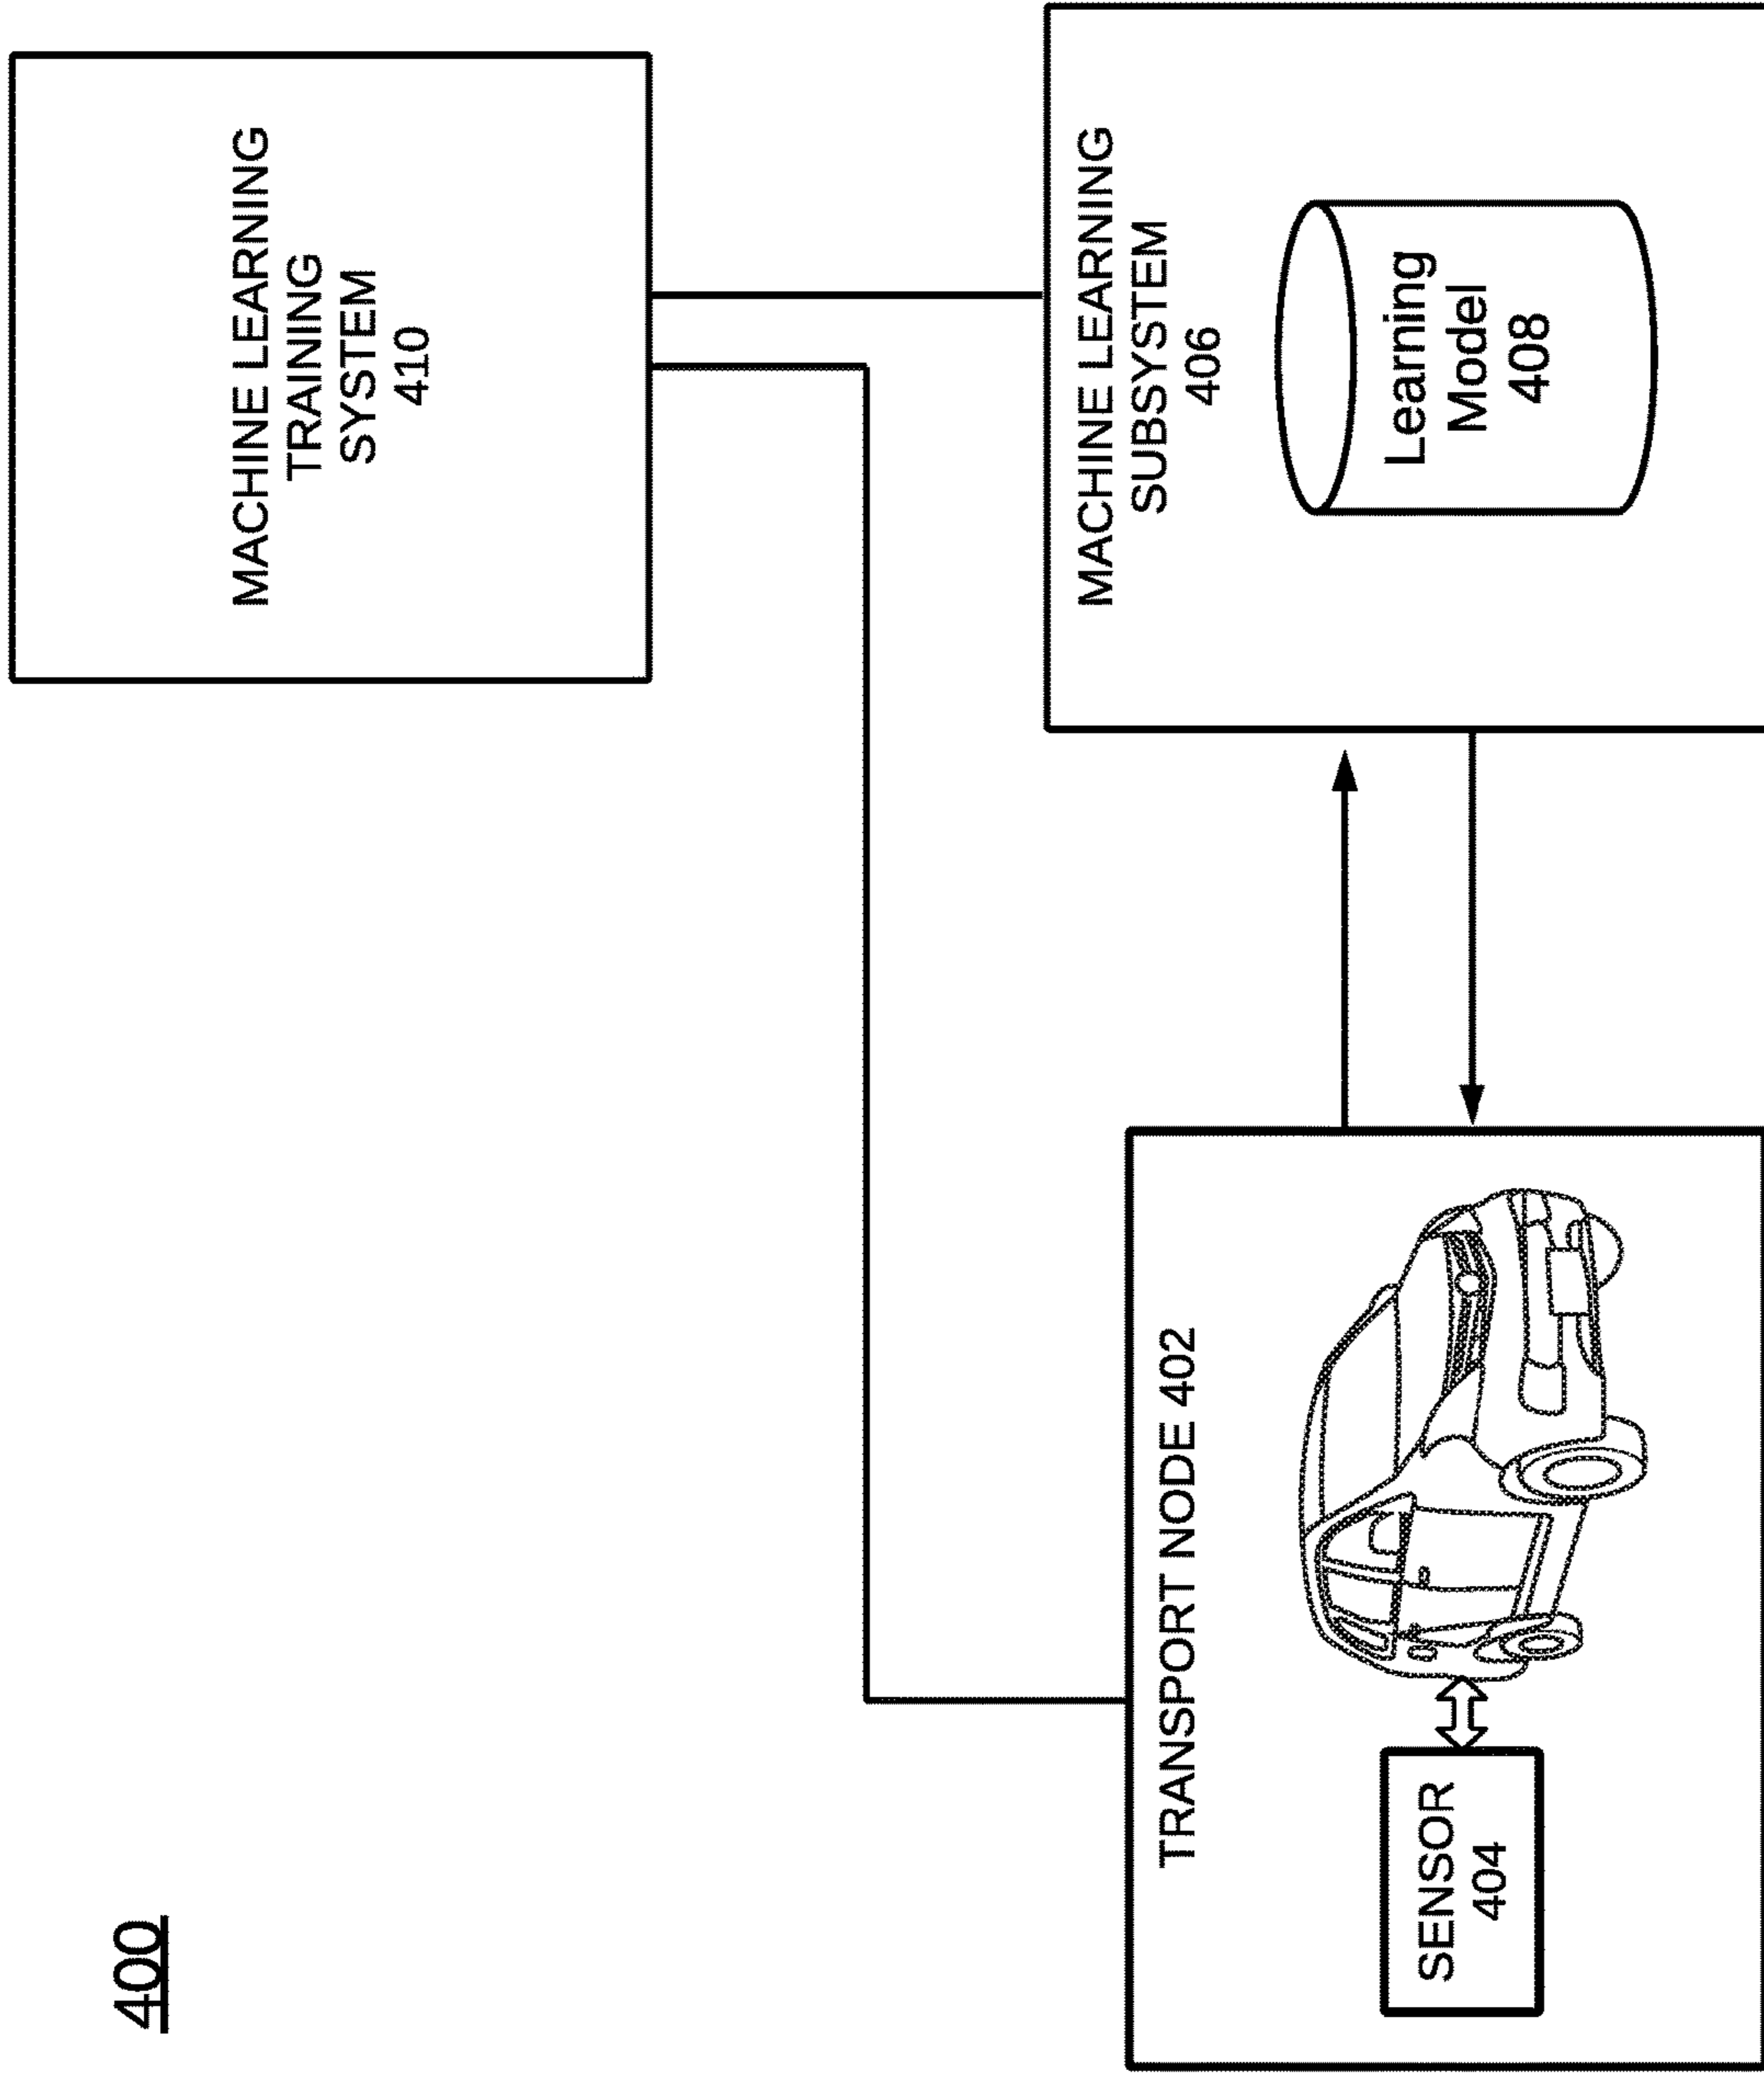 400
MACHINE LEARNING
TRAINING
SYSTEM
410
TRANSPORT NODE 402
SENSOR
404
MACHINE LEARNING
SUBSYSTEM
406
Learning
Model
408